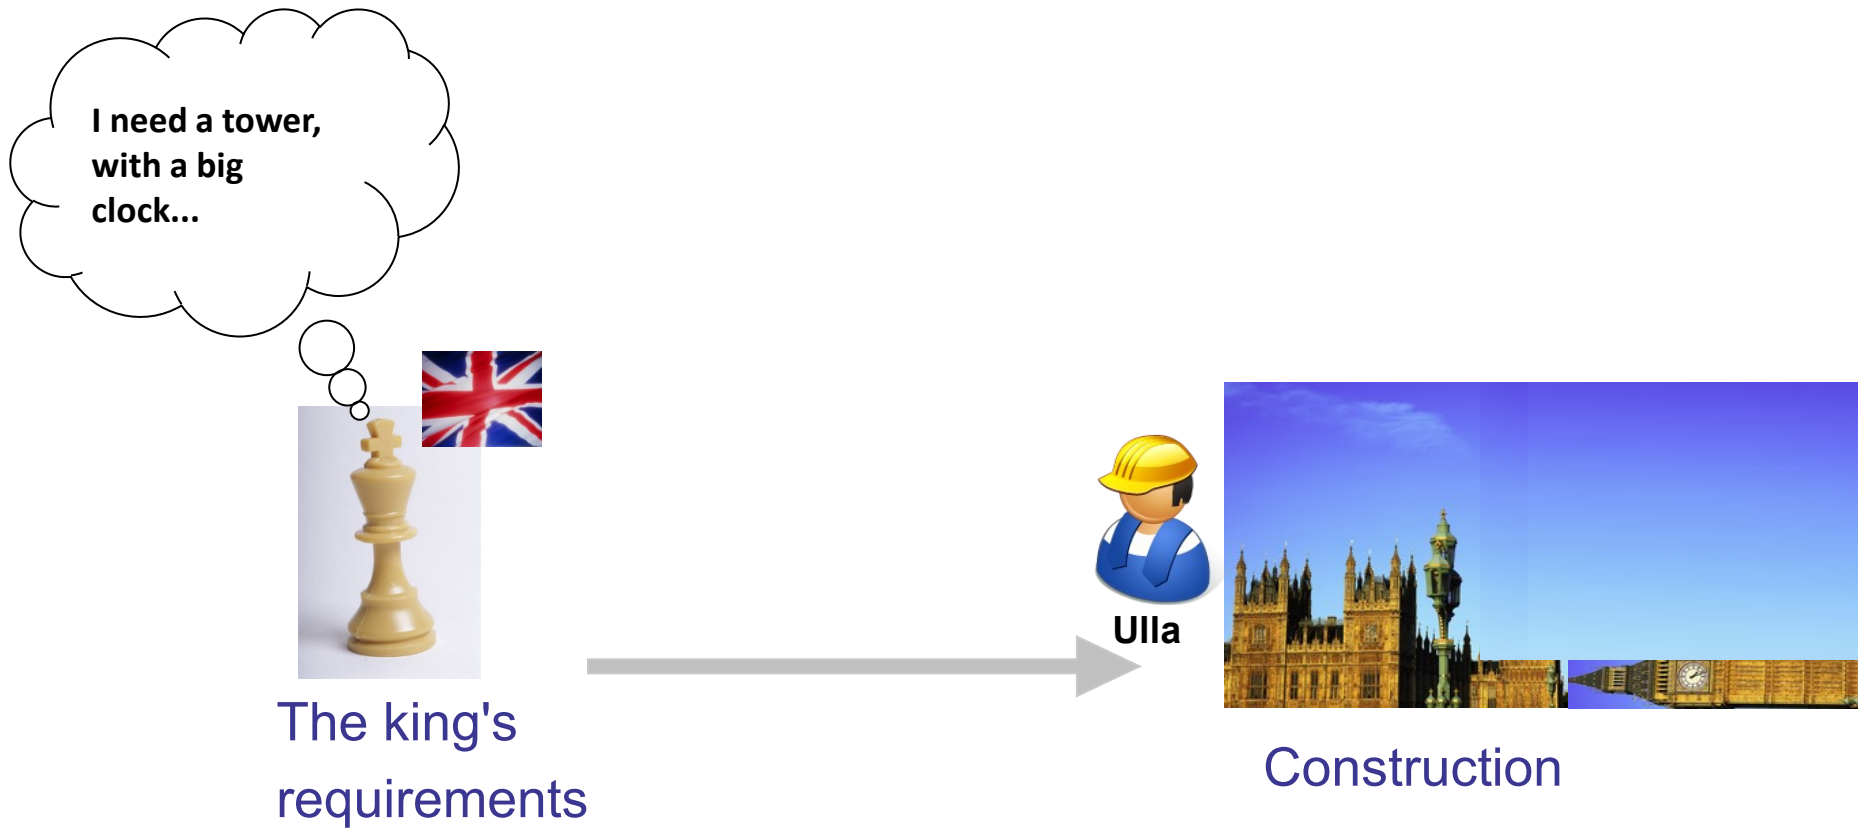 I need a tower,
with a big
clock...
Ulla
The king's
requirements
Construction